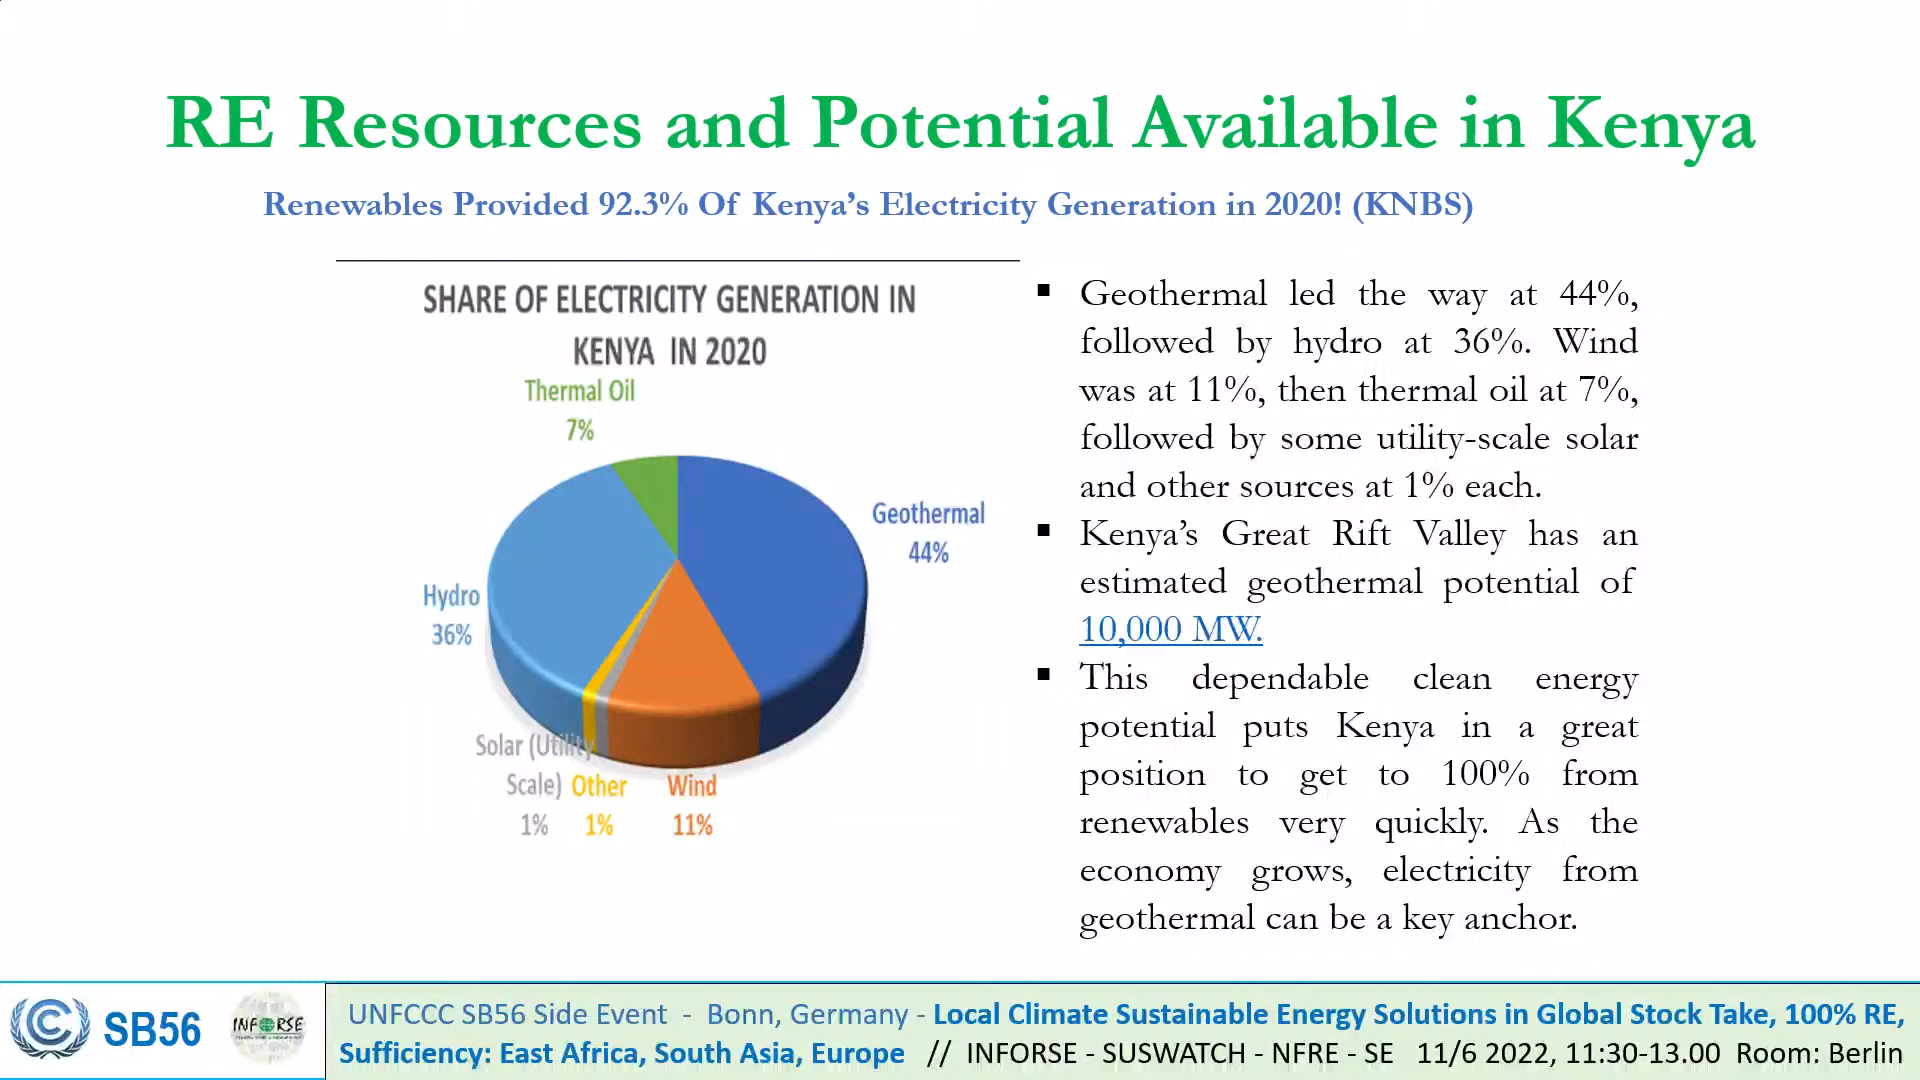 RE Resources and Potential Available in Kenya
Renewables Provided 92.3% Of Kenya’s Electricity Generation in 2020! (KNBS)
SHARE OF ELECTRICITY GENERATION IN
KENYA IN 2020
Thermal Oil
7%
Geothermal
44%
Hydro
36%
Solar (Utility
Scale)
1%
Other
1%
Wind
11%
▪ Geothermal led the way at 44%,
followed by hydro at 36%. Wind
was at 11%, then thermal oil at 7%,
followed by some utility-scale solar
and other sources at 1% each.
▪ Kenya’s Great Rift Valley has an
estimated geothermal potential of
10,000 MW.
▪ This dependable clean energy
potential puts Kenya in a great
position to get to 100% from
renewables very quickly. As the
economy grows, electricity from
geothermal can be a key anchor.
SB56
INFORSE
UNFCCC SB56 Side Event - Bonn, Germany - Local Climate Sustainable Energy Solutions in Global Stock Take, 100% RE,
Sufficiency: East Africa, South Asia, Europe // INFORSE - SUSWATCH - NFRE - SE 11/6 2022, 11:30-13.00 Room: Berlin